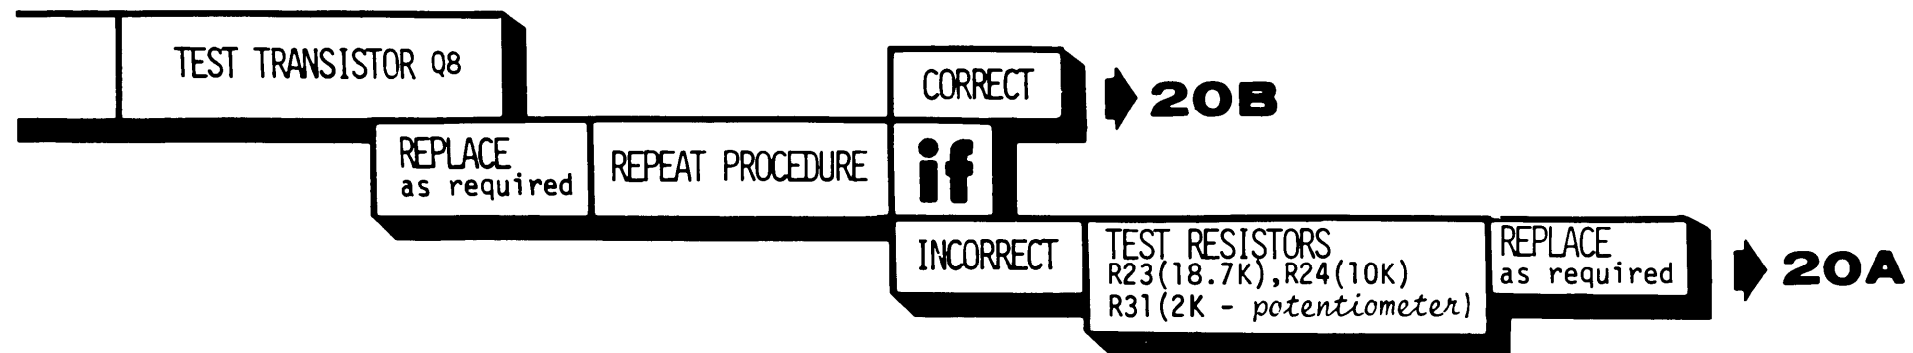 TEST TRANSISTOR Q8
CORRECT
20B
REPLACE
as required
REPEAT PROCEDURE
if
INCORRECT
TEST RESISTORS
R23(18.7K),R24(10K)
R31(2K - potentiometer)
REPLACE
as required
20A